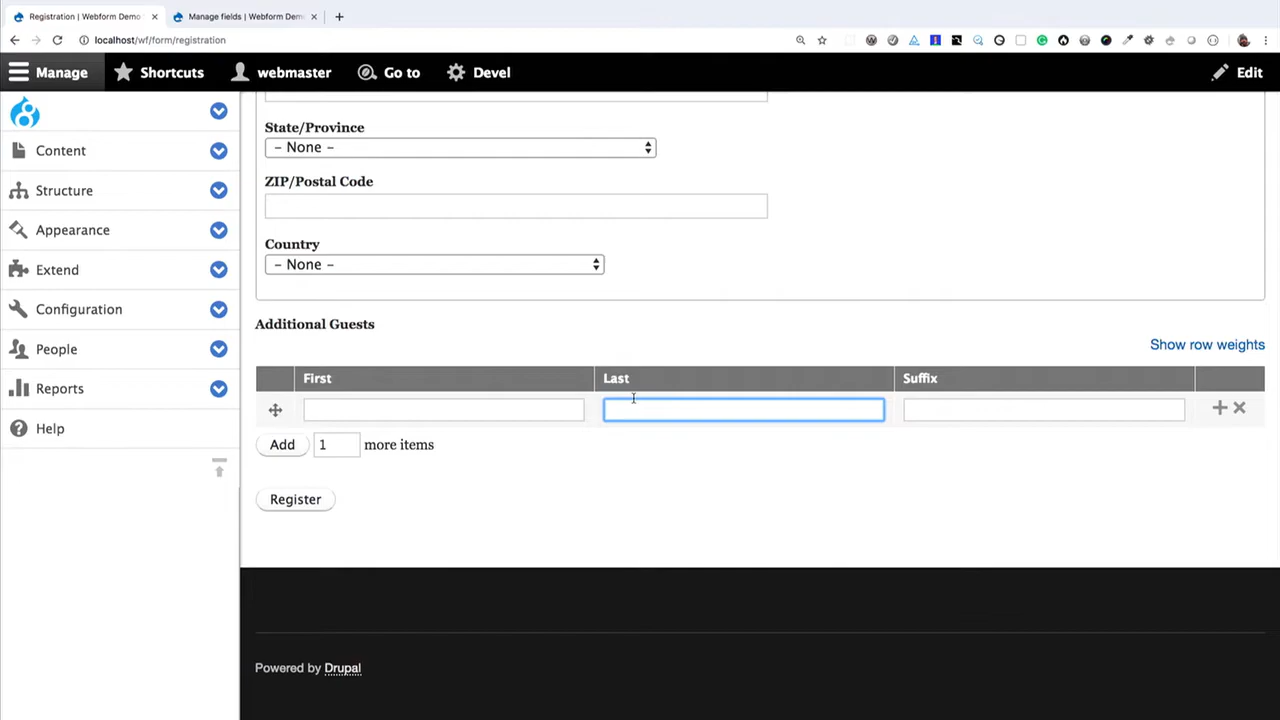 Registration | Webform Demo
Manage fields | Webform Dem
localhost/wf/form/registration
Manage
Shortcuts
webmaster
Go to
Devel
Edit
Content
Structure
Appearance
Extend
Configuration
People
Reports
Help
State/Province
– None –
ZIP/Postal Code
Country
– None –
Additional Guests
Show row weights
First Last Suffix
Add 1 more items
Register
Powered by Drupal